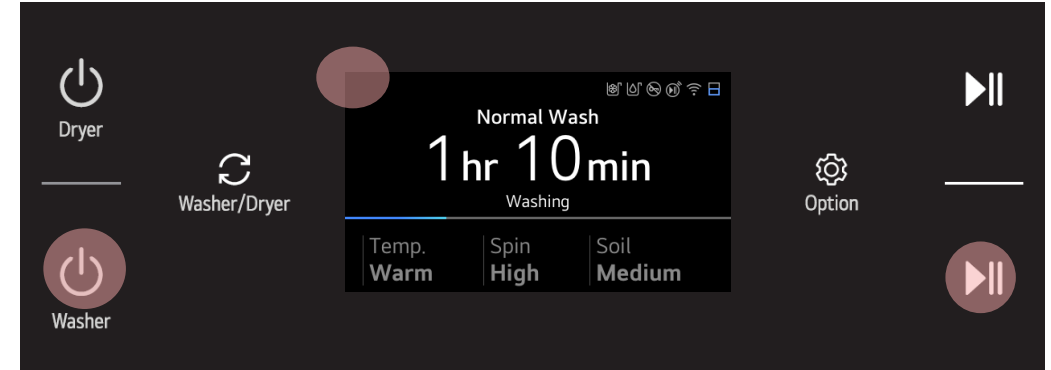 Dryer
Washer/Dryer
Washer
Normal Wash
1hr 10min
Washing
Temp.
Warm
Spin
High
Soil
Medium
Option